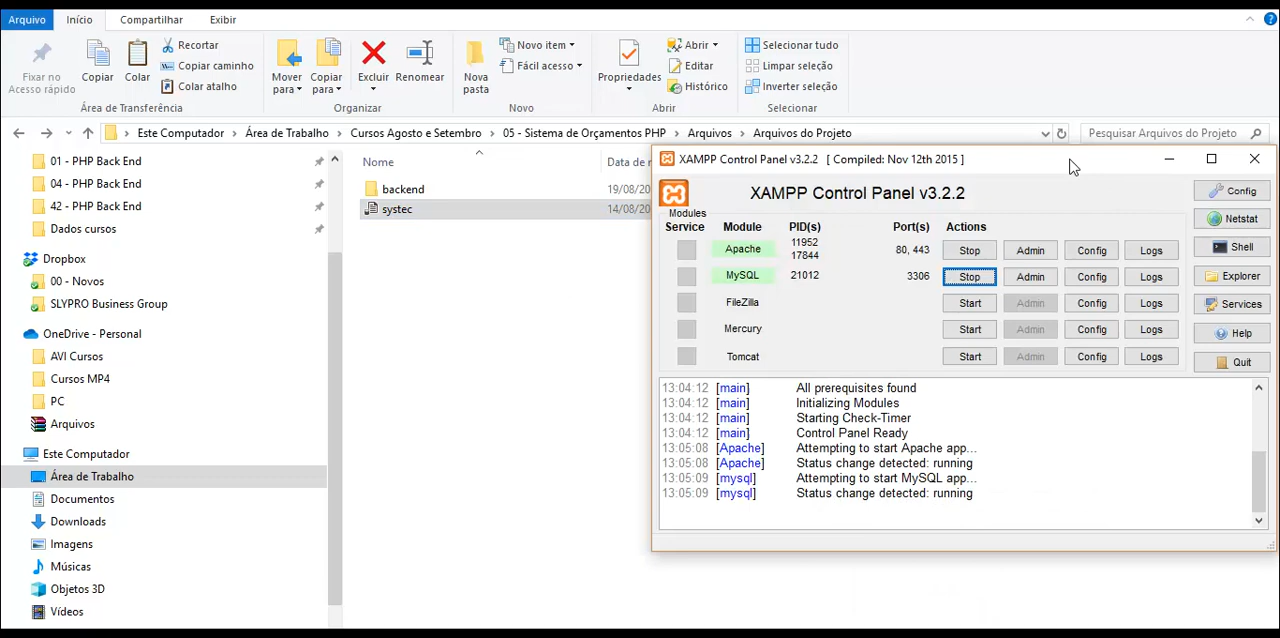 Arquivo Início Compartilhar Exibir
Fixar no
Acesso rápido
Copiar
Colar
Recortar
Copiar caminho
Colar atalho
Área de Transferência
Mover
para
Copiar
para
Excluir
Renomear
Organizar
Nova
pasta
Novo item
Fácil acesso
Novo
Propriedades
Abrir
Editar
Histórico
Abrir
Selecionar tudo
Limpar seleção
Inverter seleção
Selecionar
Este Computador Área de Trabalho Cursos Agosto e Setembro 05 - Sistema de Orçamentos PHP Arquivos Arquivos do Projeto
Pesquisar Arquivos do Projeto
01 - PHP Back End
04 - PHP Back End
42 - PHP Back End
Dados cursos
Dropbox
00 - Novos
SLYPRO Business Group
OneDrive - Personal
AVI Cursos
Cursos MP4
PC
Arquivos
Este Computador
Área de Trabalho
Documentos
Downloads
Imagens
Músicas
Objetos 3D
Vídeos
Nome Data de
backend 19/08/20
systec 14/08/20
XAMPP Control Panel v3.2.2 [ Compiled: Nov 12th 2015 ]
XAMPP Control Panel v3.2.2
Modules
Service Module PID(s) Port(s) Actions
Apache 11952
17844 80, 443 Stop Admin Config Logs
MySQL 21012 3306 Stop Admin Config Logs
FileZilla Start Admin Config Logs
Mercury Start Admin Config Logs
Tomcat Start Admin Config Logs
Config
Netstat
Shell
Explorer
Services
Help
Quit
13:04:12 [main] All prerequisites found
13:04:12 [main] Initializing Modules
13:04:12 [main] Starting Check-Timer
13:04:12 [main] Control Panel Ready
13:05:08 [Apache] Attempting to start Apache app...
13:05:08 [Apache] Status change detected: running
13:05:09 [mysql] Attempting to start MySQL app...
13:05:09 [mysql] Status change detected: running